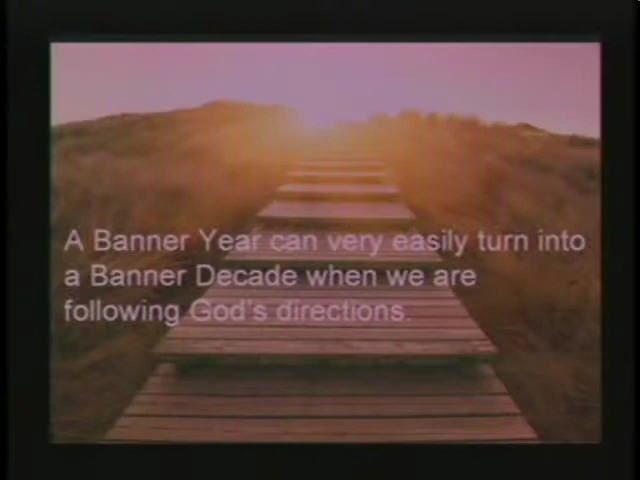 A Banner Year can very easily turn into
a Banner Decade when we are
following God's directions.